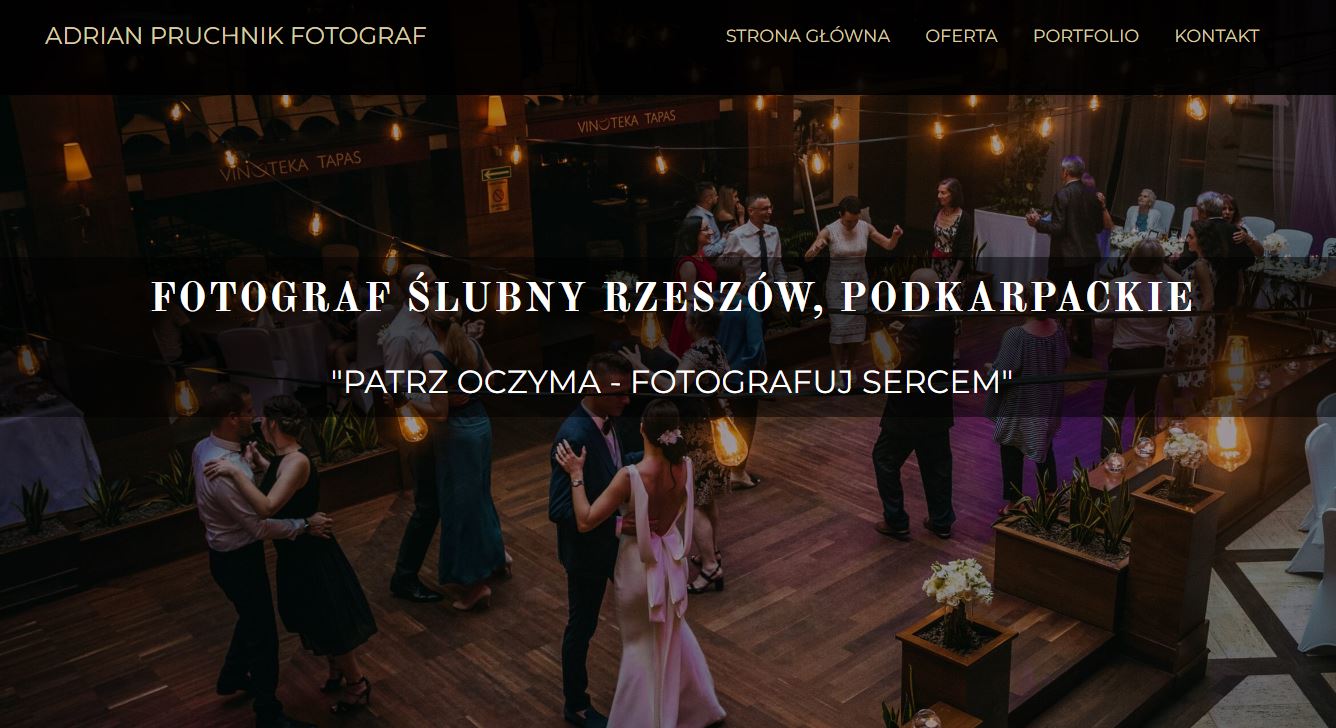 ADRIAN PRUCHNIK FOTOGRAF
STRONA GŁÓWNA OFERTA PORTFOLIO KONTAKT
VINOTEKA TAPAS
VINOTEKA TAPAS
FOTOGRAF ŚLUBNY RZESZÓW, PODKARPACKIE
"PATRZ OCZYMA - FOTOGRAFUJ SERCEM"